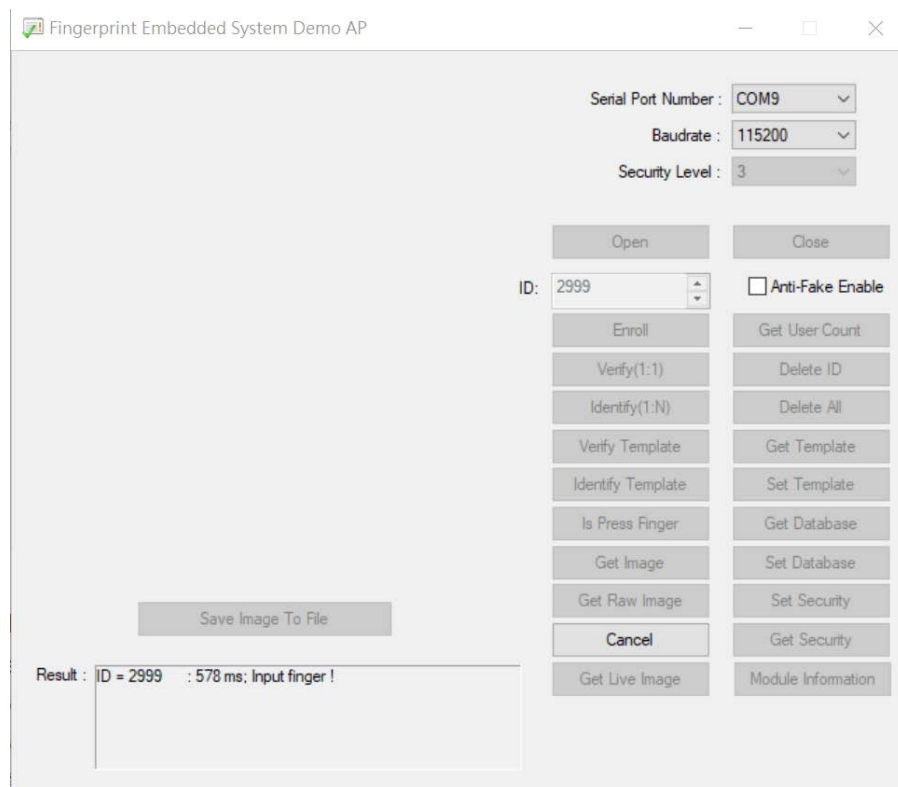 Fingerprint Embedded System Demo AP
Serial Port Number : COM9
Baudrate : 115200
Security Level : 3
Open Close
ID: 2999 Anti-Fake Enable
Enroll Get User Count
Verify(1:1) Delete ID
Identify(1:N) Delete All
Verify Template Get Template
Identify Template Set Template
Is Press Finger Get Database
Get Image Set Database
Get Raw Image Set Security
Save Image To File
Cancel Get Security
Get Live Image Module Information
Result : ID = 2999 : 578 ms; Input finger !